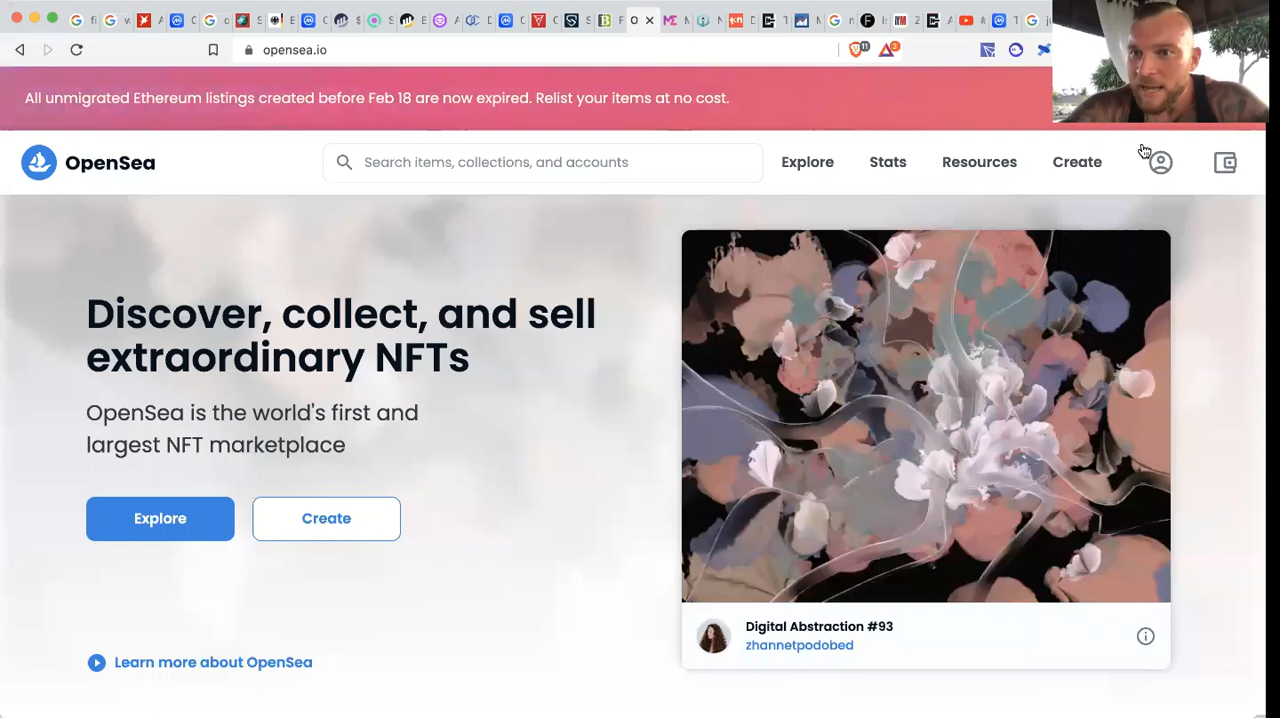 opensea.io
All unmigrated Ethereum listings created before Feb 18 are now expired. Relist your items at no cost.
OpenSea
Search items, collections, and accounts
Explore
Stats
Resources
Create
Discover, collect, and sell
extraordinary NFTs
OpenSea is the world's first and
largest NFT marketplace
Explore
Create
Digital Abstraction #93
zhannetpodobed
Learn more about OpenSea